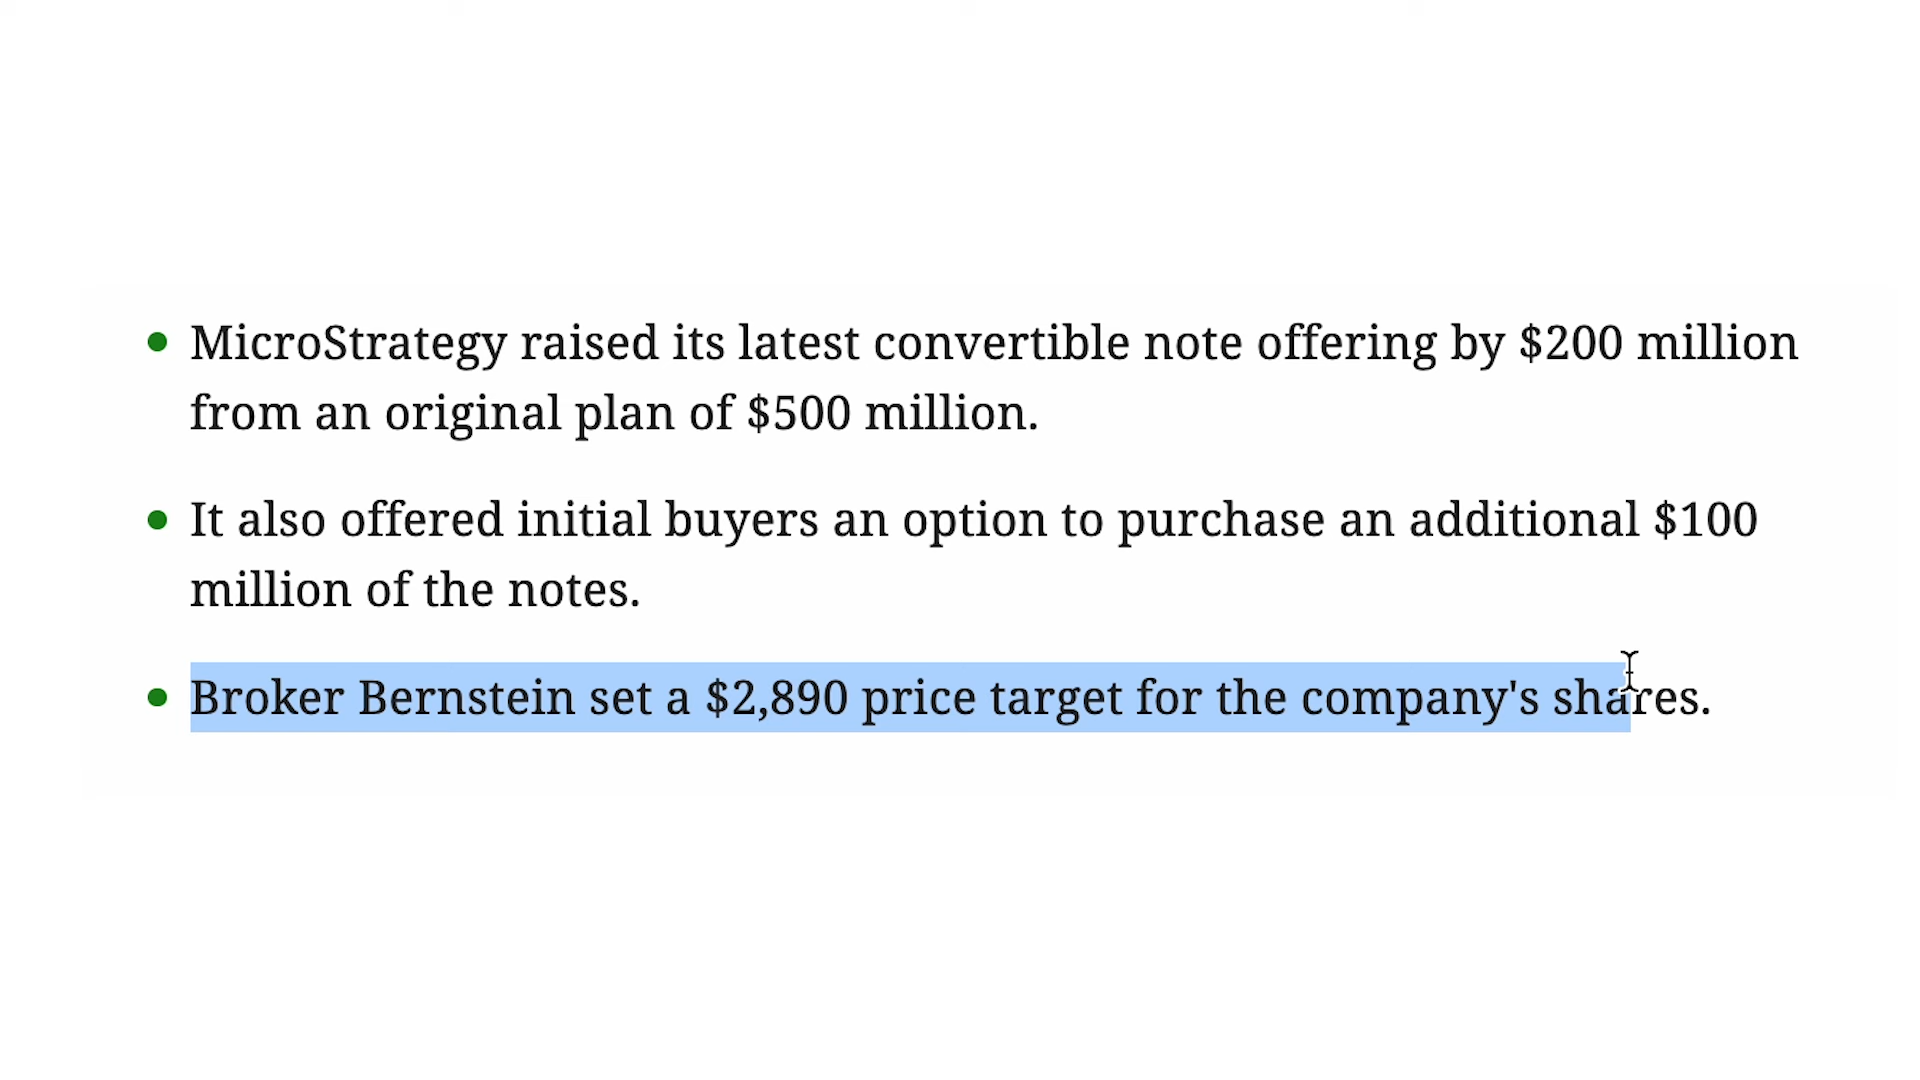 MicroStrategy raised its latest convertible note offering by $200 million
from an original plan of $500 million.
It also offered initial buyers an option to purchase an additional $100
million of the notes.
Broker Bernstein set a $2,890 price target for the company's shares.